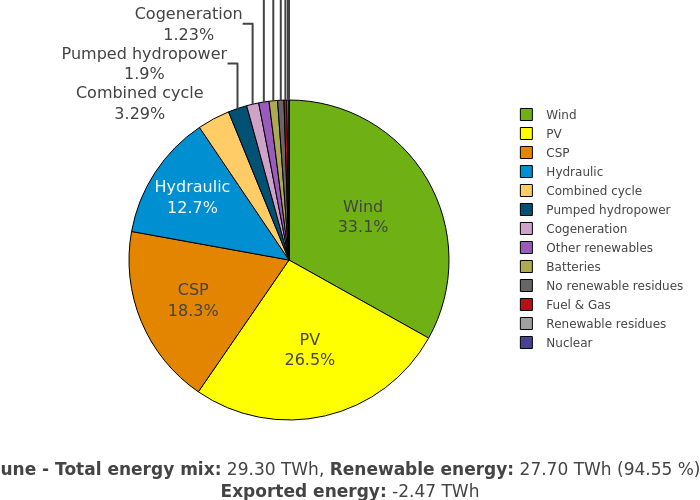 Cogeneration
1.23%
Pumped hydropower
1.9%
Combined cycle
3.29%
Hydraulic
12.7%
Wind
33.1%
CSP
18.3%
PV
26.5%
Wind
PV
CSP
Hydraulic
Combined cycle
Pumped hydropower
Cogeneration
Other renewables
Batteries
No renewable residues
Fuel & Gas
Renewable residues
Nuclear
une - Total energy mix: 29.30 TWh, Renewable energy: 27.70 TWh (94.55 %)
Exported energy: -2.47 TWh